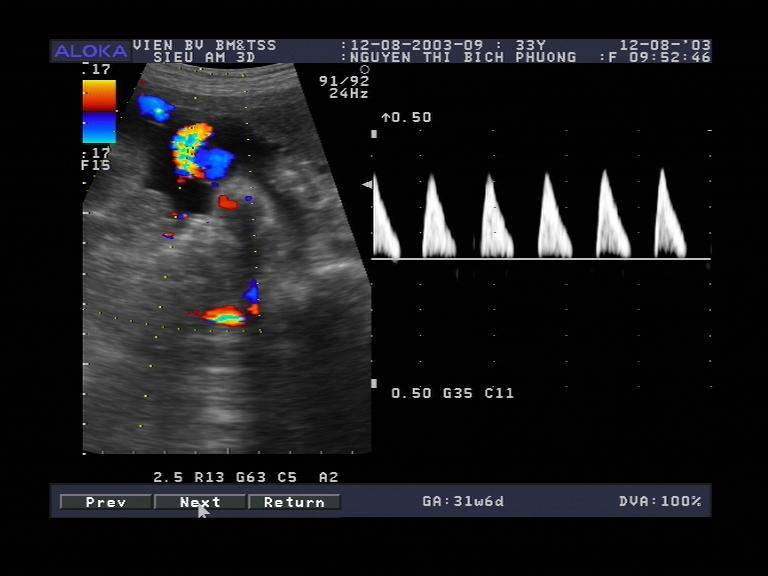 ALOKA VIEN BV BM&TSS :12-08-2003-09 : 33Y 12-08-'03
SIEU AM 3D :NGUYEN THI BICH PHUONG :F 09:52:46
.17
91/92
24Hz
↑0.50
:17
F15
0.50 G35 C11
2.5 R13 G63 C5 A2
Prev Next Return GA:31w6d DVA:100%